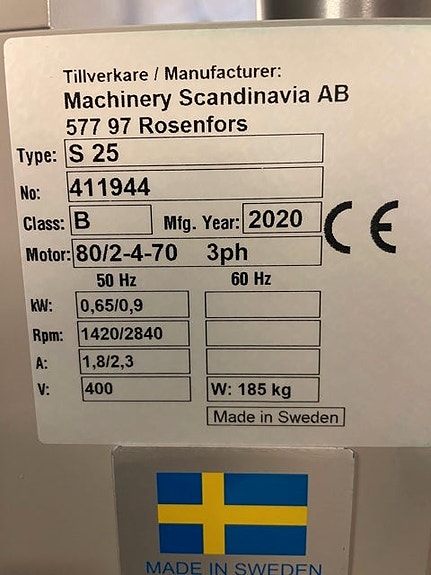 Tillverkare / Manufacturer:
Machinery Scandinavia AB
577 97 Rosenfors
Type: S 25
No: 411944
Class: B Mfg. Year: 2020 CE
Motor: 80/2-4-70 3ph
50 Hz 60 Hz
kW: 0,65/0,9
Rpm: 1420/2840
A: 1,8/2,3
V: 400 W: 185 kg
Made in Sweden
MADE IN SWEDEN